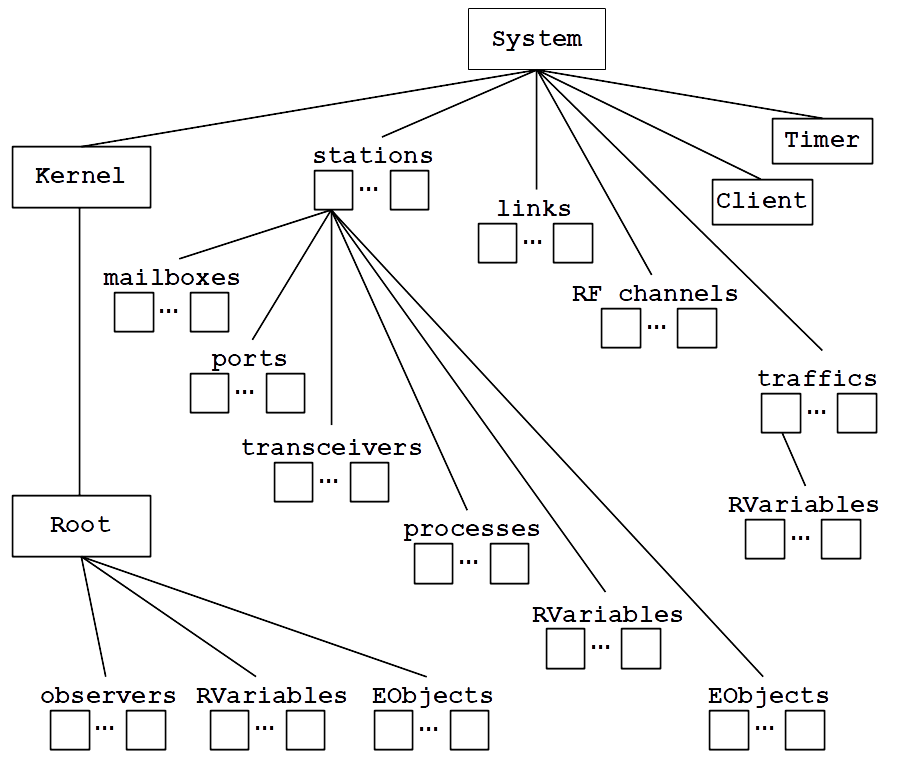 System
Timer
stations
Kernel
...
Client
links
...
mailboxes
...
RF channels
...
ports
...
traffics
...
transceivers
...
RVariables
...
Root
processes
...
RVariables
...
observers
...
RVariables
...
EObjects
...
EObjects
...